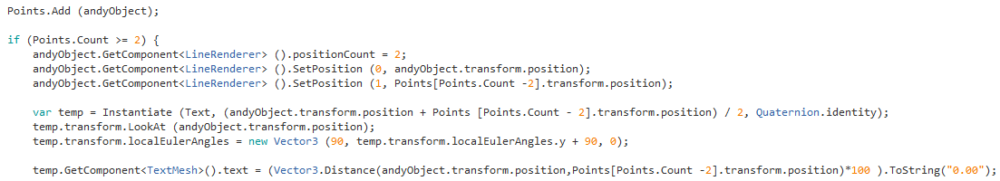 Points.Add (andyObject);
if (Points.Count >= 2) {
andyObject.GetComponent<LineRenderer> ().positionCount = 2;
andyObject.GetComponent<LineRenderer> ().SetPosition (0, andyObject.transform.position);
andyObject.GetComponent<LineRenderer> ().SetPosition (1, Points[Points.Count -2].transform.position);
var temp = Instantiate (Text, (andyObject.transform.position + Points [Points.Count - 2].transform.position) / 2, Quaternion.identity);
temp.transform.LookAt (andyObject.transform.position);
temp.transform.localEulerAngles = new Vector3 (90, temp.transform.localEulerAngles.y + 90, 0);
temp.GetComponent<TextMesh>().text = (Vector3.Distance(andyObject.transform.position,Points[Points.Count -2].transform.position)*100 ).ToString("0.00");